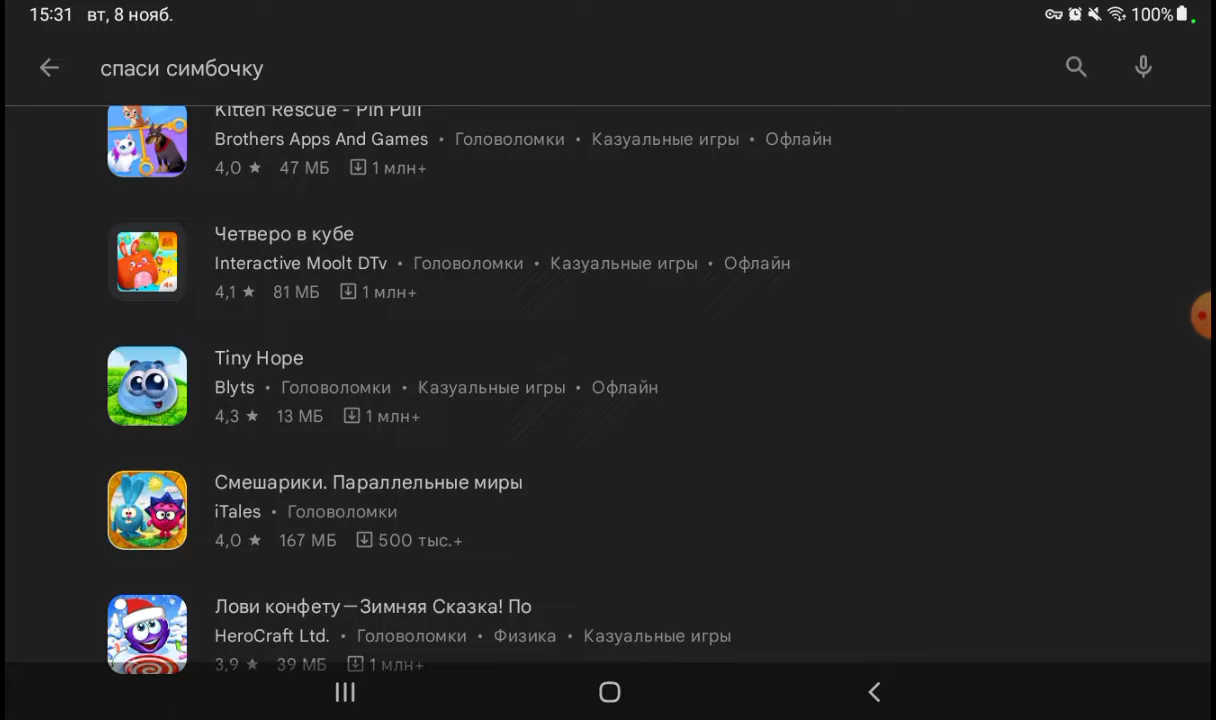 15:31 вт, 8 нояб. 100%
спаси симбочку
Kitten Rescue - Pin Pull
Brothers Apps And Games • Головоломки • Казуальные игры • Офлайн
4,0 ★ 47 МБ 1 млн+
Четверо в кубе
Interactive Moolt DTv • Головоломки • Казуальные игры • Офлайн
4,1 ★ 81 МБ 1 млн+
Tiny Hope
Blyts • Головоломки • Казуальные игры • Офлайн
4,3 ★ 13 МБ 1 млн+
Смешарики. Параллельные миры
iTales • Головоломки
4,0 ★ 167 МБ 500 тыс.+
Лови конфету—Зимняя Сказка! По
HeroCraft Ltd. • Головоломки • Физика • Казуальные игры
3,9 ★ 39 МБ 1 млн+